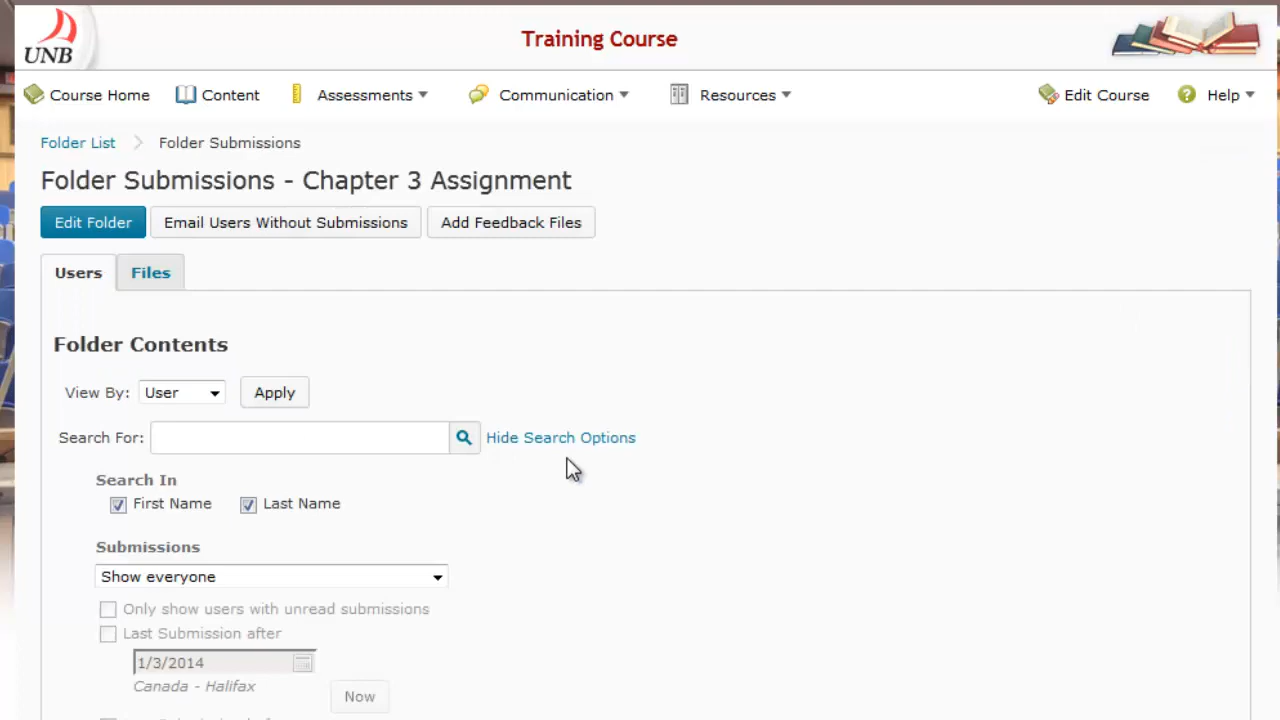 UNB
Training Course
Course Home Content Assessments Communication Resources Edit Course Help
Folder List Folder Submissions
Folder Submissions - Chapter 3 Assignment
Edit Folder Email Users Without Submissions Add Feedback Files
Users Files
Folder Contents
View By: User Apply
Search For: Hide Search Options
Search In
First Name Last Name
Submissions
Show everyone
Only show users with unread submissions
Last Submission after
1/3/2014
Canada - Halifax
Now